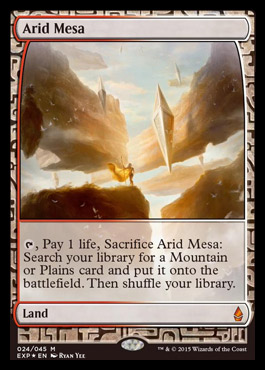 Arid Mesa
, Pay 1 life, Sacrifice Arid Mesa:
Search your library for a Mountain
or Plains card and put it onto the
battlefield. Then shuffle your library.
Land
024/045 M
EXP ★ EN Ryan Yee
™ & © 2015 Wizards of the Coast